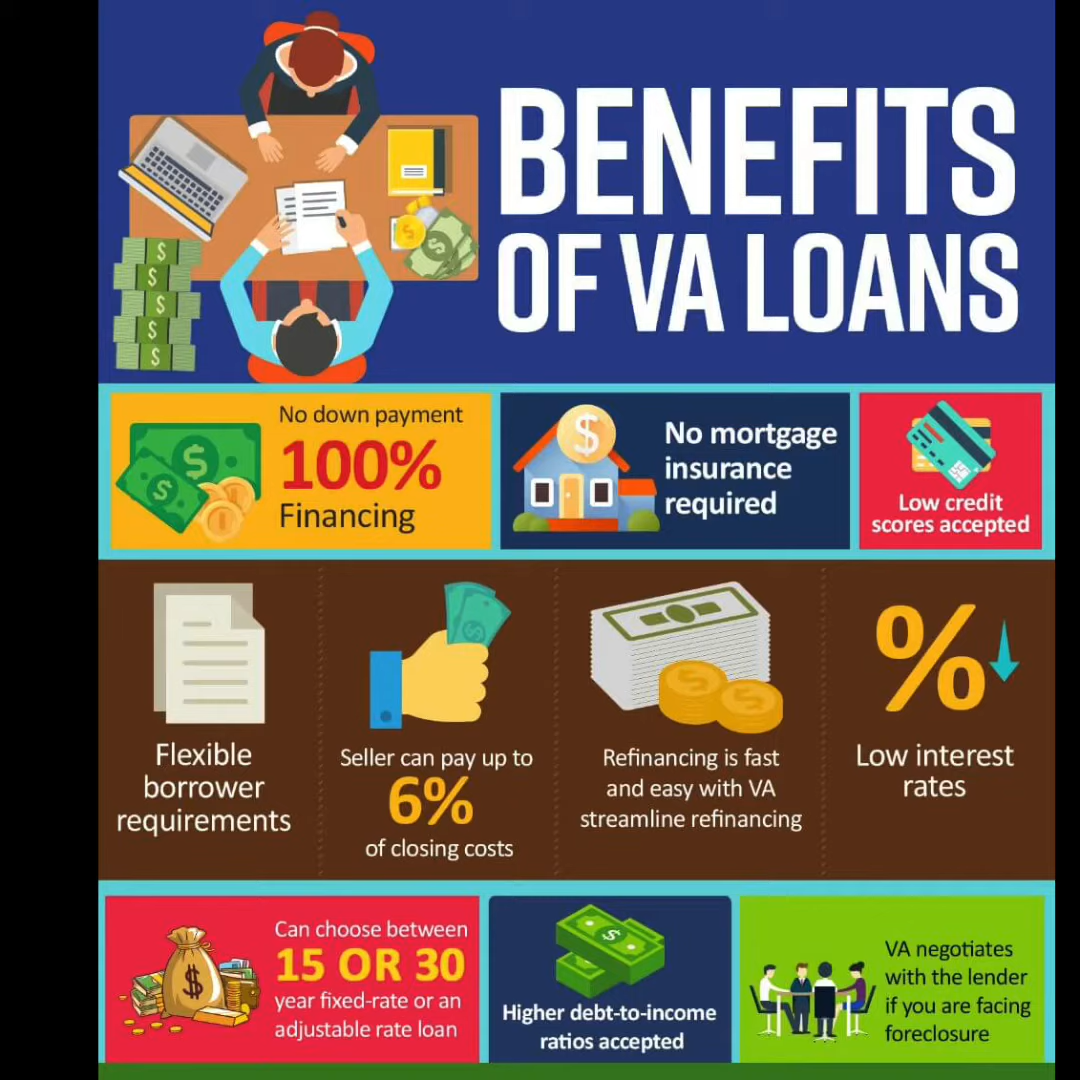 BENEFITS
OF VA LOANS
No down payment
100%
Financing
No mortgage
insurance
required
Low credit
scores accepted
Flexible
borrower
requirements
Seller can pay up to
6%
of closing costs
Refinancing is fast
and easy with VA
streamline refinancing
%
Low interest
rates
Can choose between
15 OR 30
year fixed-rate or an
adjustable rate loan
Higher debt-to-income
ratios accepted
VA negotiates
with the lender
if you are facing
foreclosure